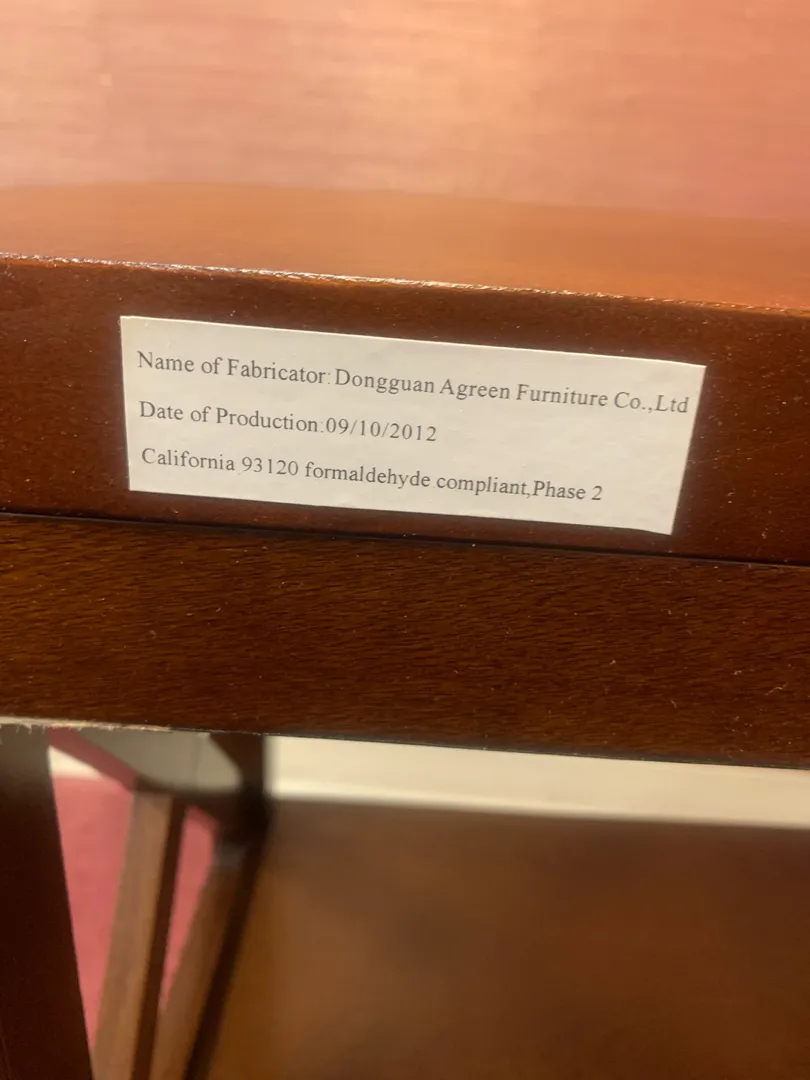 Name of Fabricator:Dongguan Agreen Furniture Co.,Ltd
Date of Production:09/10/2012
California 93120 formaldehyde compliant,Phase 2